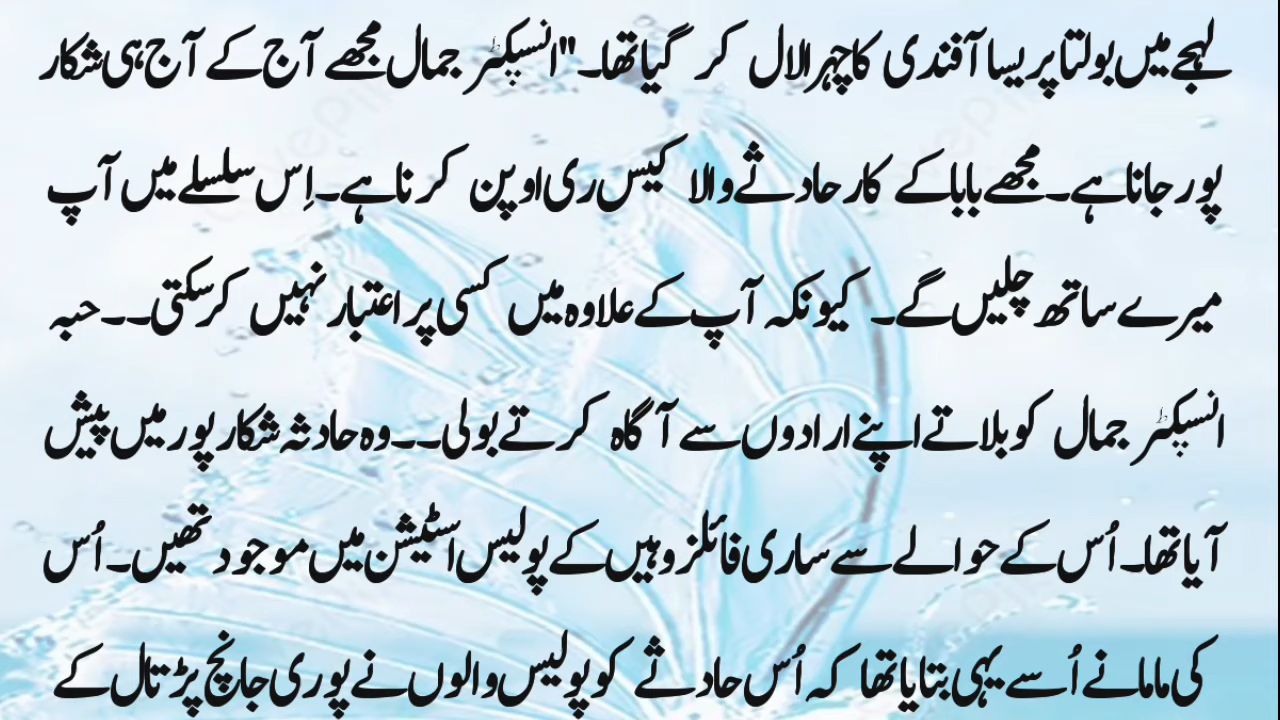 لہجے میں بولتا پریسا آفندی کا چہرا لال کر گیا تھا۔"انسپکٹر جمال مجھے آج کے آج ہی شکار
پور جانا ہے۔ مجھے بابا کے کار حادثے والا کیس ری اوپن کرنا ہے۔ اِس سلسلے میں آپ
میرے ساتھ چلیں گے۔ کیونکہ آپ کے علاوہ میں کسی پر اعتبار نہیں کر سکتی۔۔ حبہ
انسپکٹر جمال کو بلاتے اپنے ارادوں سے آگاہ کرتے بولی۔۔ وہ حادثہ شکار پور میں پیش
آیا تھا۔ اُس کے حوالے سے ساری فائلز وہیں کے پولیس اسٹیشن میں موجود تھیں۔ اُس
کی ماما نے اُسے یہی بتایا تھا کہ اُس حادثے کو پولیس والوں نے پوری جانچ پڑتال کے